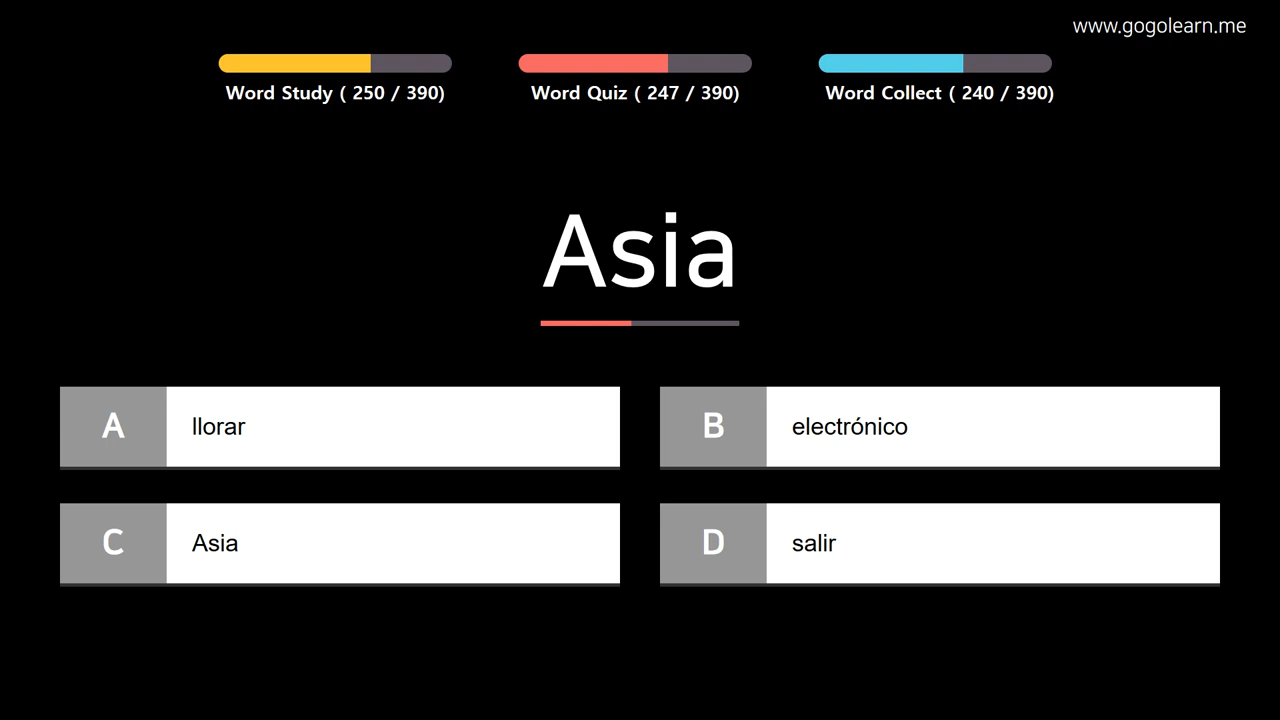 www.gogolearn.me
Word Study ( 250 / 390)
Word Quiz ( 247 / 390)
Word Collect ( 240 / 390)
Asia
A llorar
B electrónico
C Asia
D salir